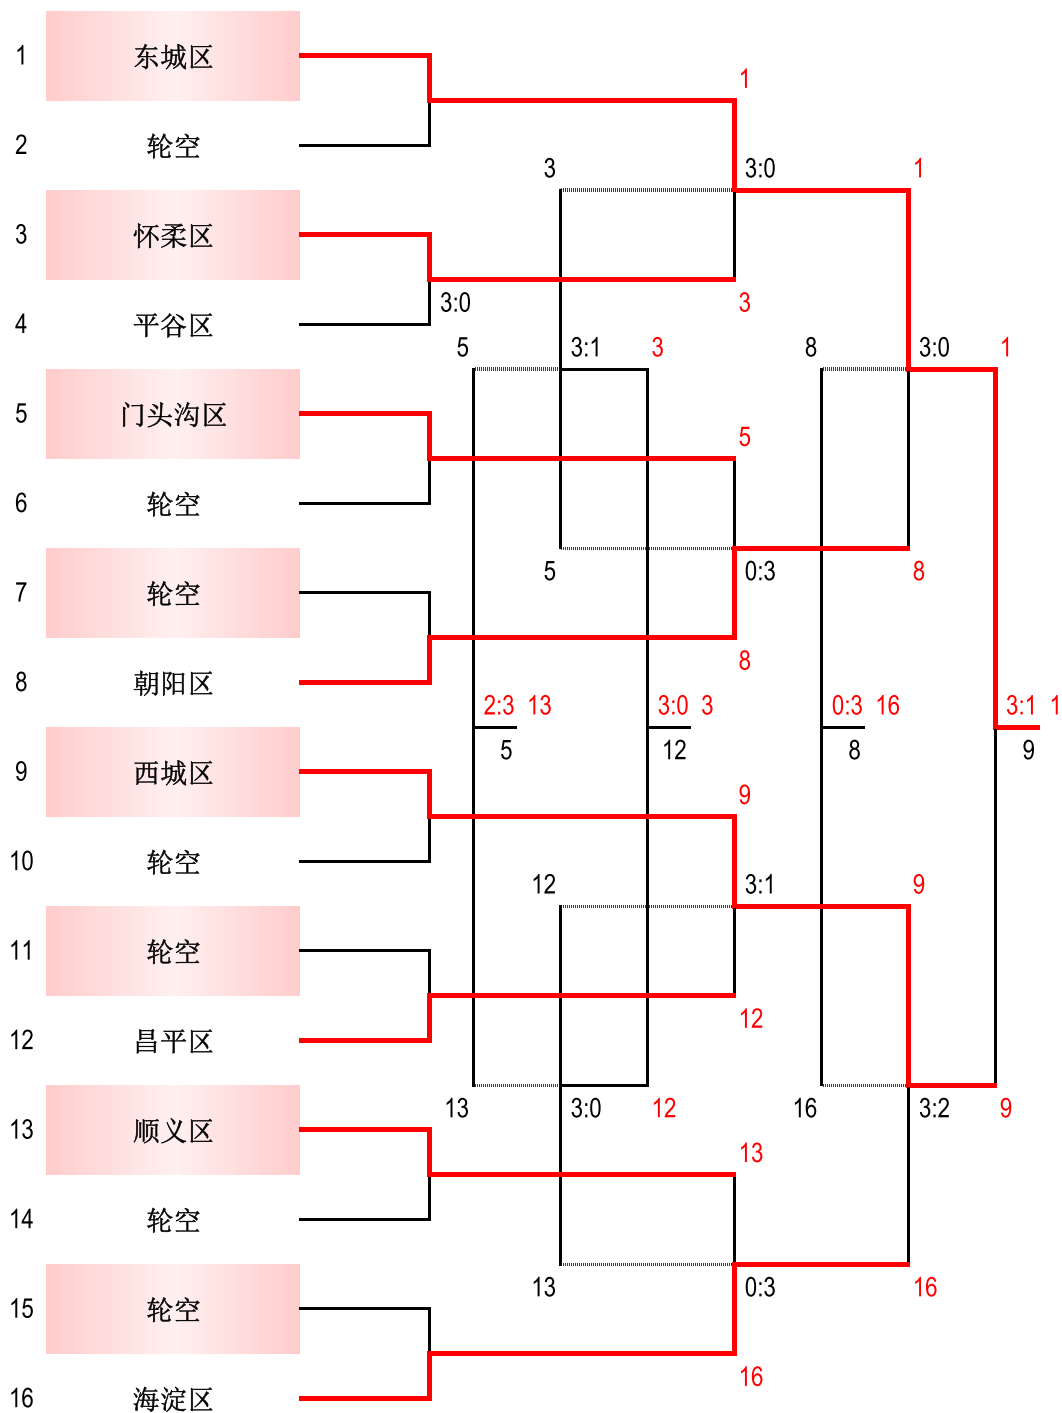 1 东城区
1
2 轮空
3 3:0 1
3 怀柔区
3:0 3
4 平谷区
5 3:1 3 8 3:0 1
5 门头沟区
5
6 轮空
5 0:3 8
7 轮空
8
8 朝阳区
2:3 13 3:0 3 0:3 16 3:1 1
5 12 8 9
9 西城区
9
10 轮空
12 3:1 9
11 轮空
12
12 昌平区
13 3:0 12 16 3:2 9
13 顺义区
13
14 轮空
13 0:3 16
15 轮空
16
16 海淀区